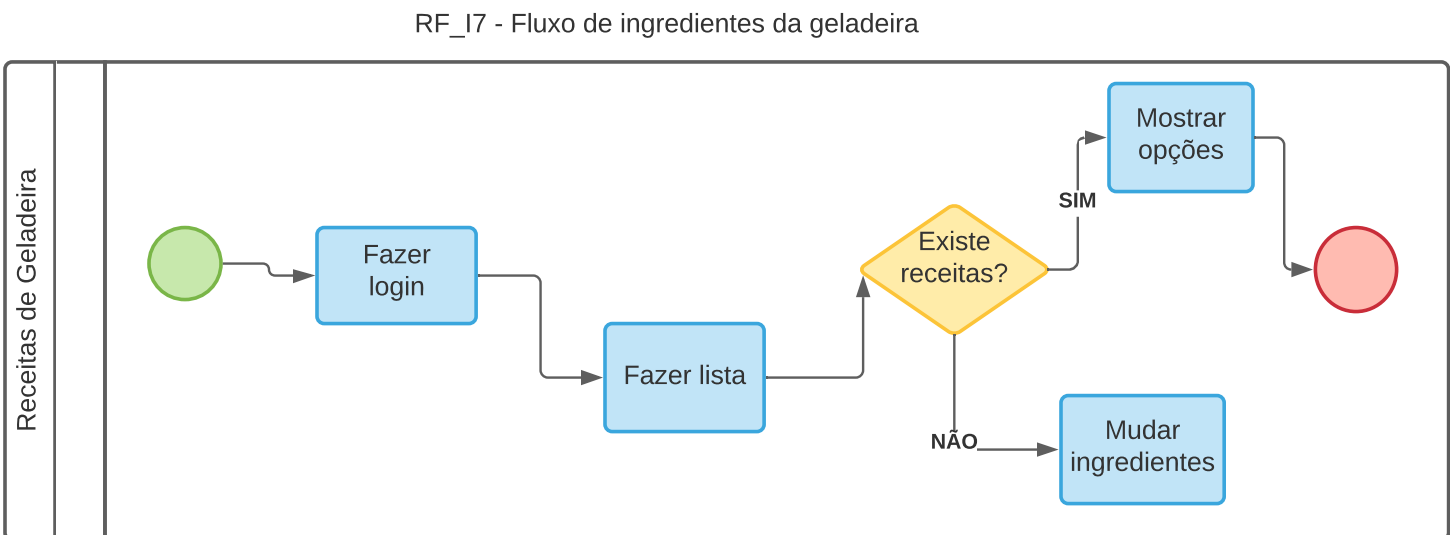 RF_I7 - Fluxo de ingredientes da geladeira
Receitas de Geladeira
Fazer
login
Fazer lista
Existe
receitas?
SIM
Mostrar
opções
NÃO
Mudar
ingredientes